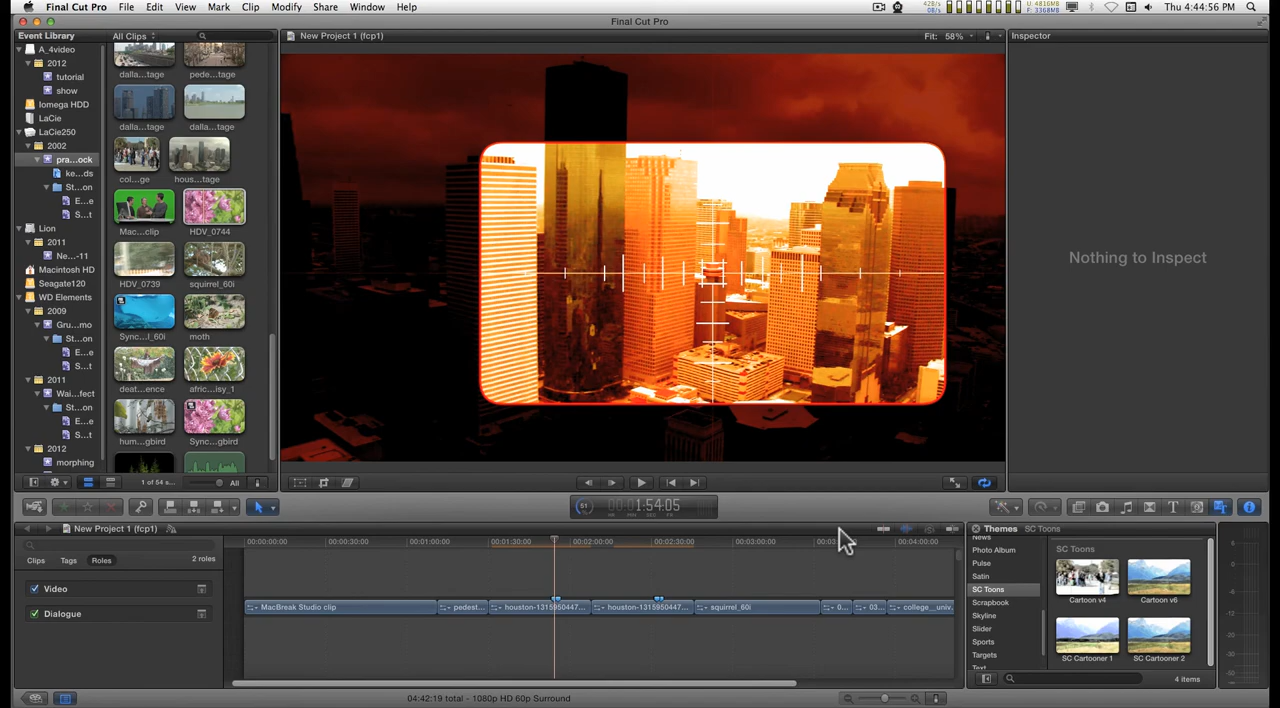 Final Cut Pro File Edit View Mark Clip Modify Share Window Help Thu 4:44:56 PM
Final Cut Pro
Event Library All Clips New Project 1 (fcp1) Fit: 58% Inspector
A_4video
2012
tutorial
show
Iomega HDD
LaCie
LaCie250
2002
pra...ock
ke...ds
St...on
E...e
S...t
Lion
2011
Ne...-11
Macintosh HD
Seagate120
WD Elements
2009
Gru...mo
St...on
E...e
S...t
2011
Wai...fect
St...on
E...e
S...t
2012
morphing
dalla...tage pede...tage
dalla...tage dalla...tage
col...ge hous...tage
Mac...clip HDV_0744
HDV_0739 squirrel_60i
Sync...l_60i moth
deat...ence afric...isy_1
hum...gbird Sync...gbird
Nothing to Inspect
1 of 54 s... All
51 1:54:05
HR MIN SEC FR
New Project 1 (fcp1)
Clips Tags Roles 2 roles
Video
Dialogue
00:00:00:00 00:00:30:00 00:01:00:00 00:01:30:00 00:02:00:00 00:02:30:00 00:03:00:00 00:04:00:00
MacBreak Studio clip pedest... houston-1315950447... houston-1315950447... squirrel_60i 0... 03... college__univ...
Themes SC Toons
News
Photo Album
Pulse
Satin
SC Toons
Scrapbook
Skyline
Slider
Sports
Targets
Text
SC Toons
Cartoon v4 Cartoon v6
SC Cartooner 1 SC Cartooner 2
4 items
04:42:19 total - 1080p HD 60p Surround